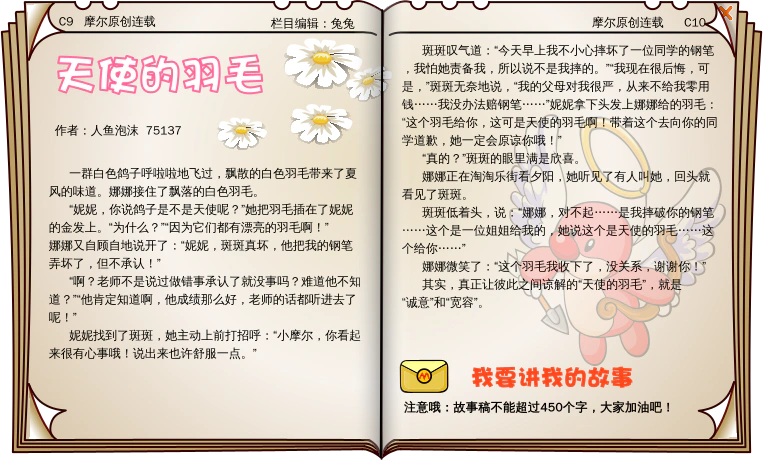 C9 摩尔原创连载
栏目编辑：兔兔
天使的羽毛
作者：人鱼泡沫 75137
一群白色鸽子呼啦啦地飞过，飘散的白色羽毛带来了夏
风的味道。娜娜接住了飘落的白色羽毛。
“妮妮，你说鸽子是不是天使呢？”她把羽毛插在了妮妮
的金发上。“为什么？”“因为它们都有漂亮的羽毛啊！”
娜娜又自顾自地说开了：“妮妮，斑斑真坏，他把我的钢笔
弄坏了，但不承认！”
“啊？老师不是说过做错事承认了就没事吗？难道他不知
道？”“他肯定知道啊，他成绩那么好，老师的话都听进去了
呢！”
妮妮找到了斑斑，她主动上前打招呼：“小摩尔，你看起
来很有心事哦！说出来也许舒服一点。”
摩尔原创连载 C10
斑斑叹气道：“今天早上我不小心摔坏了一位同学的钢笔
，我怕她责备我，所以说不是我摔的。”“我现在很后悔，可
是，”斑斑无奈地说，“我的父母对我很严，从来不给我零用
钱……我没办法赔钢笔……”妮妮拿下头发上娜娜给的羽毛：
“这个羽毛给你，这可是天使的羽毛啊！带着这个去向你的同
学道歉，她一定会原谅你哦！”
“真的？”斑斑的眼里满是欣喜。
娜娜正在淘淘乐街看夕阳，她听见了有人叫她，回头就
看见了斑斑。
斑斑低着头，说：“娜娜，对不起……是我摔破你的钢笔
……这个是一位姐姐给我的，她说这个是天使的羽毛……这
个给你……”
娜娜微笑了：“这个羽毛我收下了，没关系，谢谢你！”
其实，真正让彼此之间谅解的“天使的羽毛”，就是
“诚意”和“宽容”。
我要讲我的故事
注意哦：故事稿不能超过450个字，大家加油吧！